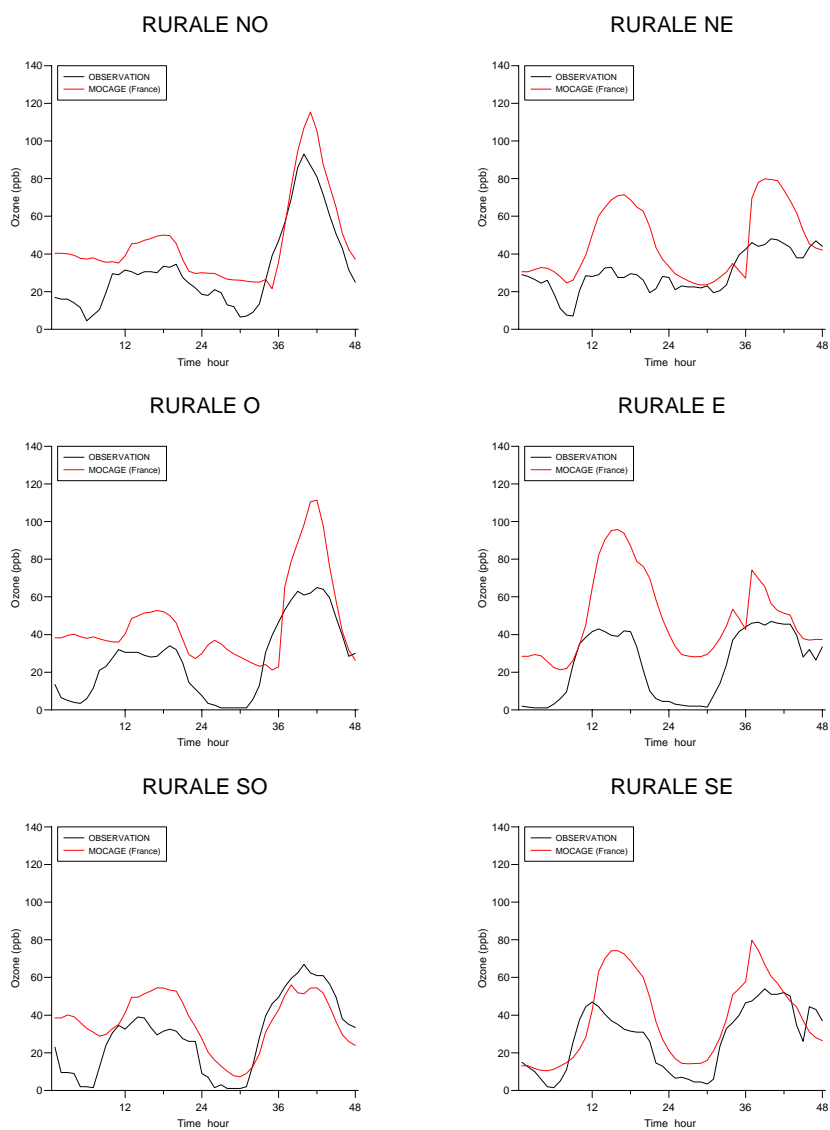 RURALE NO
140
120
100
80
60
40
20
0
Ozone (ppb)
OBSERVATION
MOCAGE (France)
12
24
36
48
Time hour
RURALE NE
140
120
100
80
60
40
20
0
Ozone (ppb)
OBSERVATION
MOCAGE (France)
12
24
36
48
Time hour
RURALE O
140
120
100
80
60
40
20
0
Ozone (ppb)
OBSERVATION
MOCAGE (France)
12
24
36
48
Time hour
RURALE E
140
120
100
80
60
40
20
0
Ozone (ppb)
OBSERVATION
MOCAGE (France)
12
24
36
48
Time hour
RURALE SO
140
120
100
80
60
40
20
0
Ozone (ppb)
OBSERVATION
MOCAGE (France)
12
24
36
48
Time hour
RURALE SE
140
120
100
80
60
40
20
0
Ozone (ppb)
OBSERVATION
MOCAGE (France)
12
24
36
48
Time hour